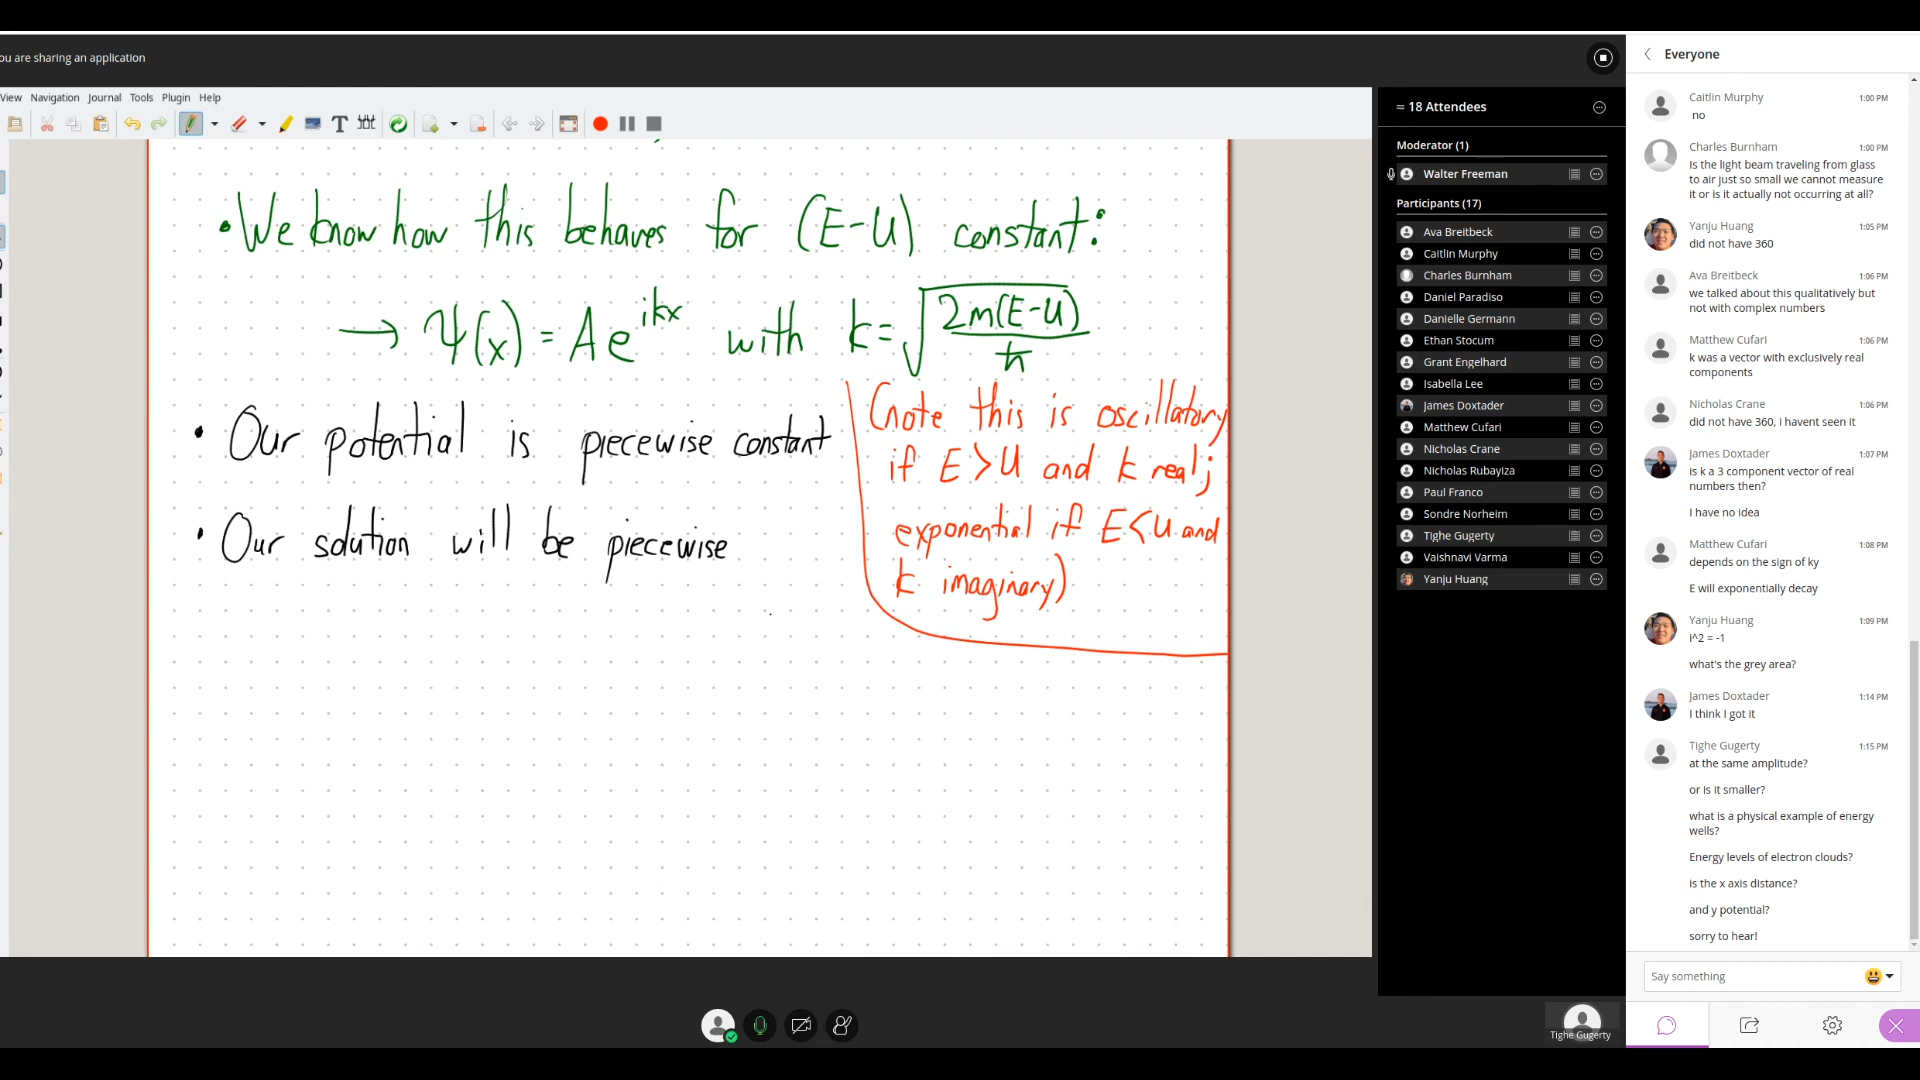 ou are sharing an application
View Navigation Journal Tools Plugin Help
• We know how this behaves for (E-U) constant:
→ Ψ(x) = A e^{ikx} with k = √(2m(E-U)/ħ)
(note this is oscillatory
• Our potential is piecewise constant
if E > U and k real;
exponential if E < U and
• Our solution will be piecewise
k imaginary)
18 Attendees
Moderator (1)
Walter Freeman
Participants (17)
Ava Breitbeck
Caitlin Murphy
Charles Burnham
Daniel Paradiso
Danielle Germann
Ethan Stocum
Grant Engelhard
Isabella Lee
James Doxtader
Matthew Cufari
Nicholas Crane
Nicholas Rubayiza
Paul Franco
Sondre Norheim
Tighe Gugerty
Vaishnavi Varma
Yanju Huang
Tighe Gugerty
Everyone
Caitlin Murphy 1:00 PM
no
Charles Burnham 1:00 PM
Is the light beam traveling from glass
to air just so small we cannot measure
it or is it actually not occurring at all?
Yanju Huang 1:05 PM
did not have 360
Ava Breitbeck 1:06 PM
we talked about this qualitatively but
not with complex numbers
Matthew Cufari 1:06 PM
k was a vector with exclusively real
components
Nicholas Crane 1:06 PM
did not have 360, i havent seen it
James Doxtader 1:07 PM
is k a 3 component vector of real
numbers then?
I have no idea
Matthew Cufari 1:08 PM
depends on the sign of ky
E will exponentially decay
Yanju Huang 1:09 PM
i^2 = -1
what's the grey area?
James Doxtader 1:14 PM
I think I got it
Tighe Gugerty 1:15 PM
at the same amplitude?
or is it smaller?
what is a physical example of energy
wells?
Energy levels of electron clouds?
is the x axis distance?
and y potential?
sorry to hear!
Say something